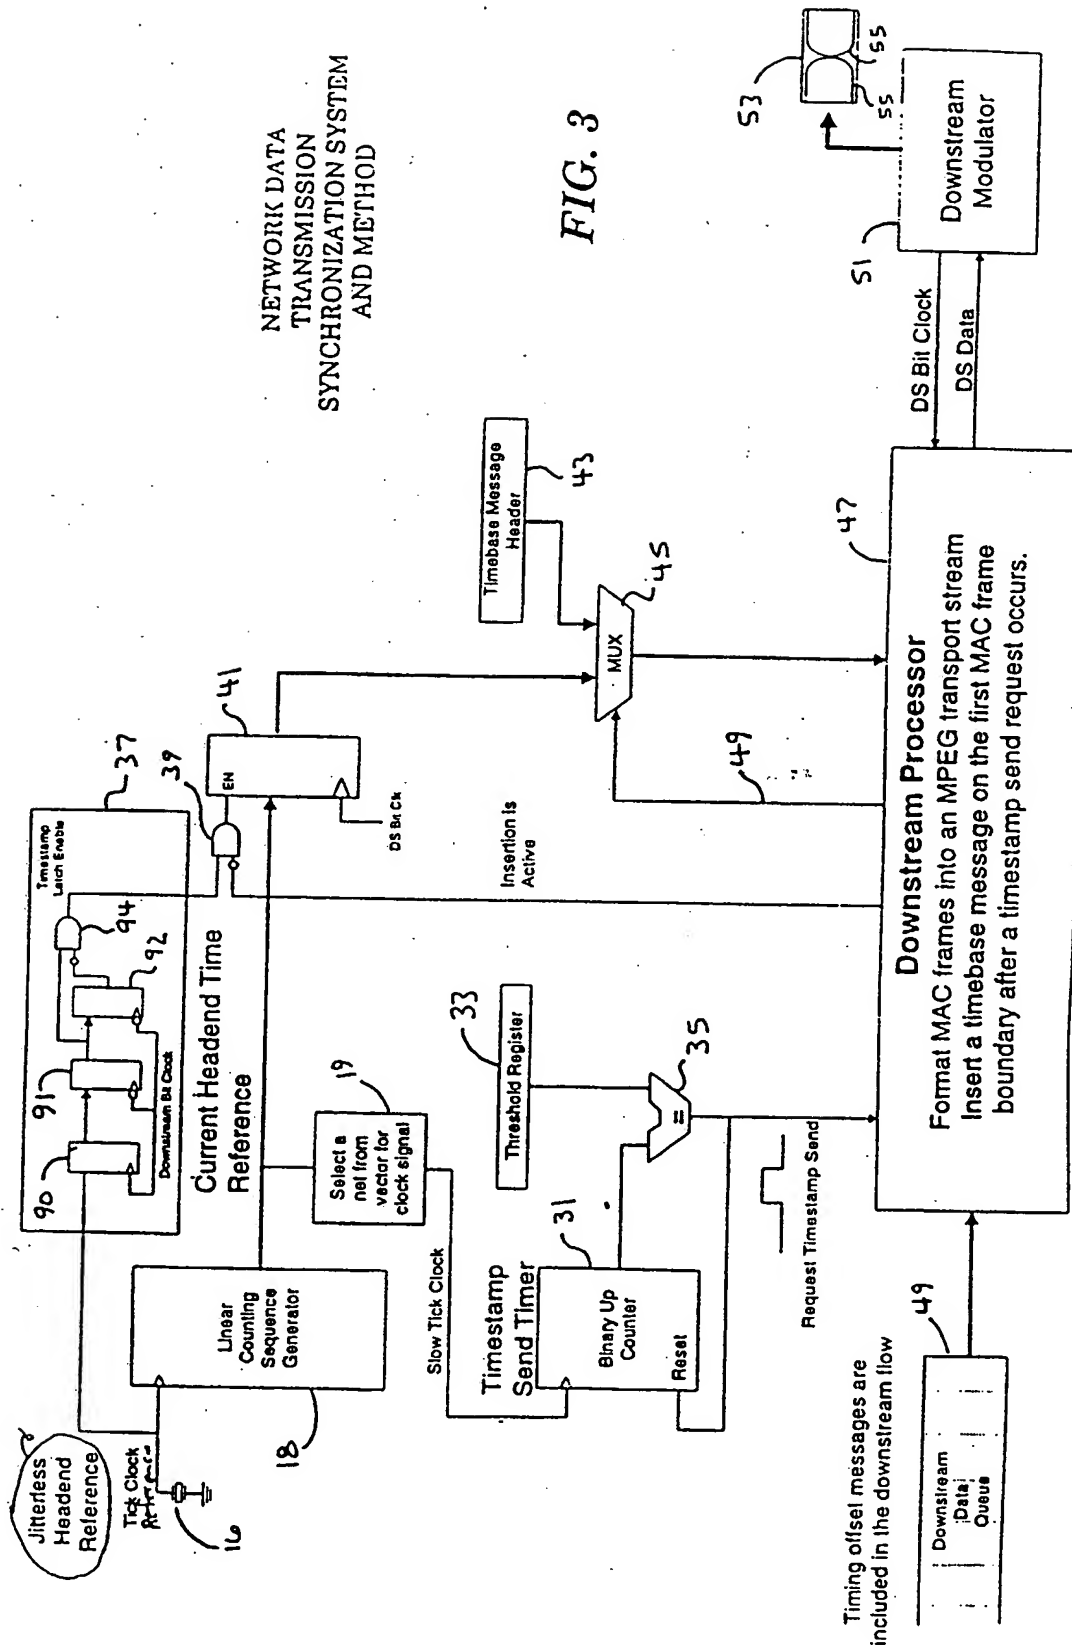 NETWORK DATA
TRANSMISSION
SYNCHRONIZATION SYSTEM
AND METHOD
FIG. 3
Jitterless
Headend
Reference
Tick Clock
Reference
16
18
Linear
Counting
Sequence
Generator
90
91
92
94
Downstream Bit Clock
Timestamp
Latch Enable
37
39
Current Headend Time
Reference
19
Select a
net from
vector for
clock signal
Slow Tick Clock
41
EN
DS Bit Ck
Timebase Message
Header
43
MUX
45
49
Insertion is
Active
Timestamp
Send Timer
31
Binary Up
Counter
Reset
33
Threshold Register
35
=
Request Timestamp Send
47
Downstream Processor
Format MAC frames into an MPEG transport stream
Insert a timebase message on the first MAC frame
boundary after a timestamp send request occurs.
Timing offset messages are
included in the downstream flow
49
Downstream
Data
Queue
DS Bit Clock
DS Data
51
Downstream
Modulator
53
55
55